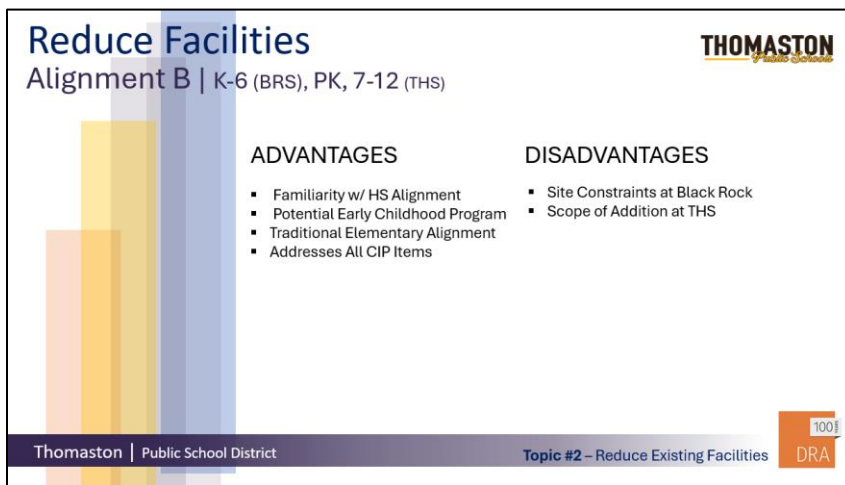 Reduce Facilities
Alignment B | K-6 (BRS), PK, 7-12 (THS)
THOMASTON
Public Schools
ADVANTAGES
▪ Familiarity w/ HS Alignment
▪ Potential Early Childhood Program
▪ Traditional Elementary Alignment
▪ Addresses All CIP Items
DISADVANTAGES
▪ Site Constraints at Black Rock
▪ Scope of Addition at THS
Thomaston | Public School District
Topic #2 – Reduce Existing Facilities
100
DRA